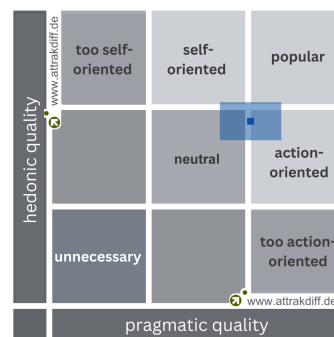 www.attrakdiff.de
too self-
oriented
self-
oriented
popular
hedonic quality
neutral
action-
oriented
unnecessary
too action-
oriented
www.attrakdiff.de
pragmatic quality